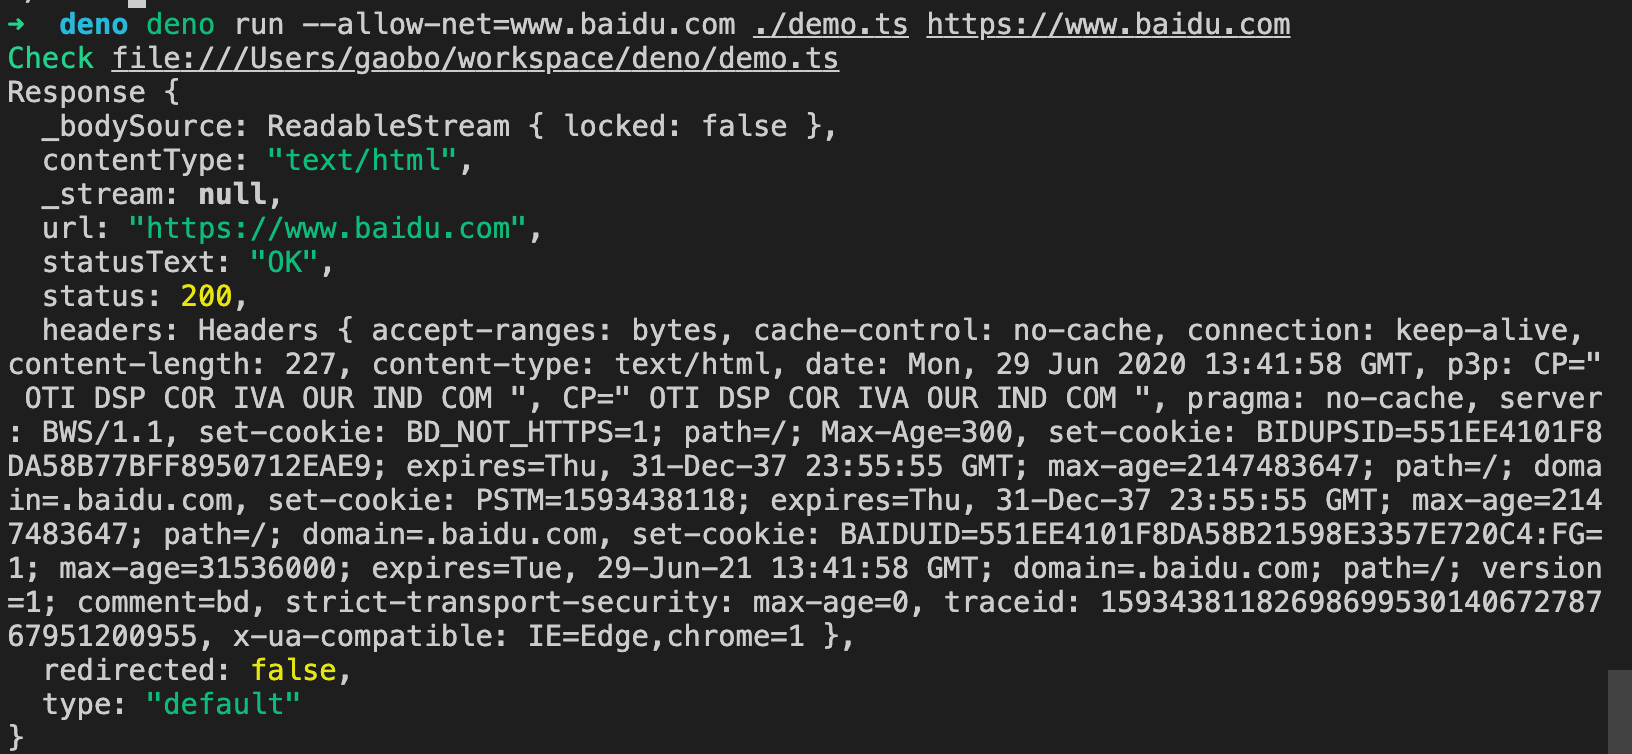 ➜ deno deno run --allow-net=www.baidu.com ./demo.ts https://www.baidu.com
Check file:///Users/gaobo/workspace/deno/demo.ts
Response {
  _bodySource: ReadableStream { locked: false },
  contentType: "text/html",
  _stream: null,
  url: "https://www.baidu.com",
  statusText: "OK",
  status: 200,
  headers: Headers { accept-ranges: bytes, cache-control: no-cache, connection: keep-alive,
content-length: 227, content-type: text/html, date: Mon, 29 Jun 2020 13:41:58 GMT, p3p: CP="
 OTI DSP COR IVA OUR IND COM ", CP=" OTI DSP COR IVA OUR IND COM ", pragma: no-cache, server
: BWS/1.1, set-cookie: BD_NOT_HTTPS=1; path=/; Max-Age=300, set-cookie: BIDUPSID=551EE4101F8
DA58B77BFF8950712EAE9; expires=Thu, 31-Dec-37 23:55:55 GMT; max-age=2147483647; path=/; doma
in=.baidu.com, set-cookie: PSTM=1593438118; expires=Thu, 31-Dec-37 23:55:55 GMT; max-age=214
7483647; path=/; domain=.baidu.com, set-cookie: BAIDUID=551EE4101F8DA58B21598E3357E720C4:FG=
1; max-age=31536000; expires=Tue, 29-Jun-21 13:41:58 GMT; domain=.baidu.com; path=/; version
=1; comment=bd, strict-transport-security: max-age=0, traceid: 15934381182698699530140672787
67951200955, x-ua-compatible: IE=Edge,chrome=1 },
  redirected: false,
  type: "default"
}